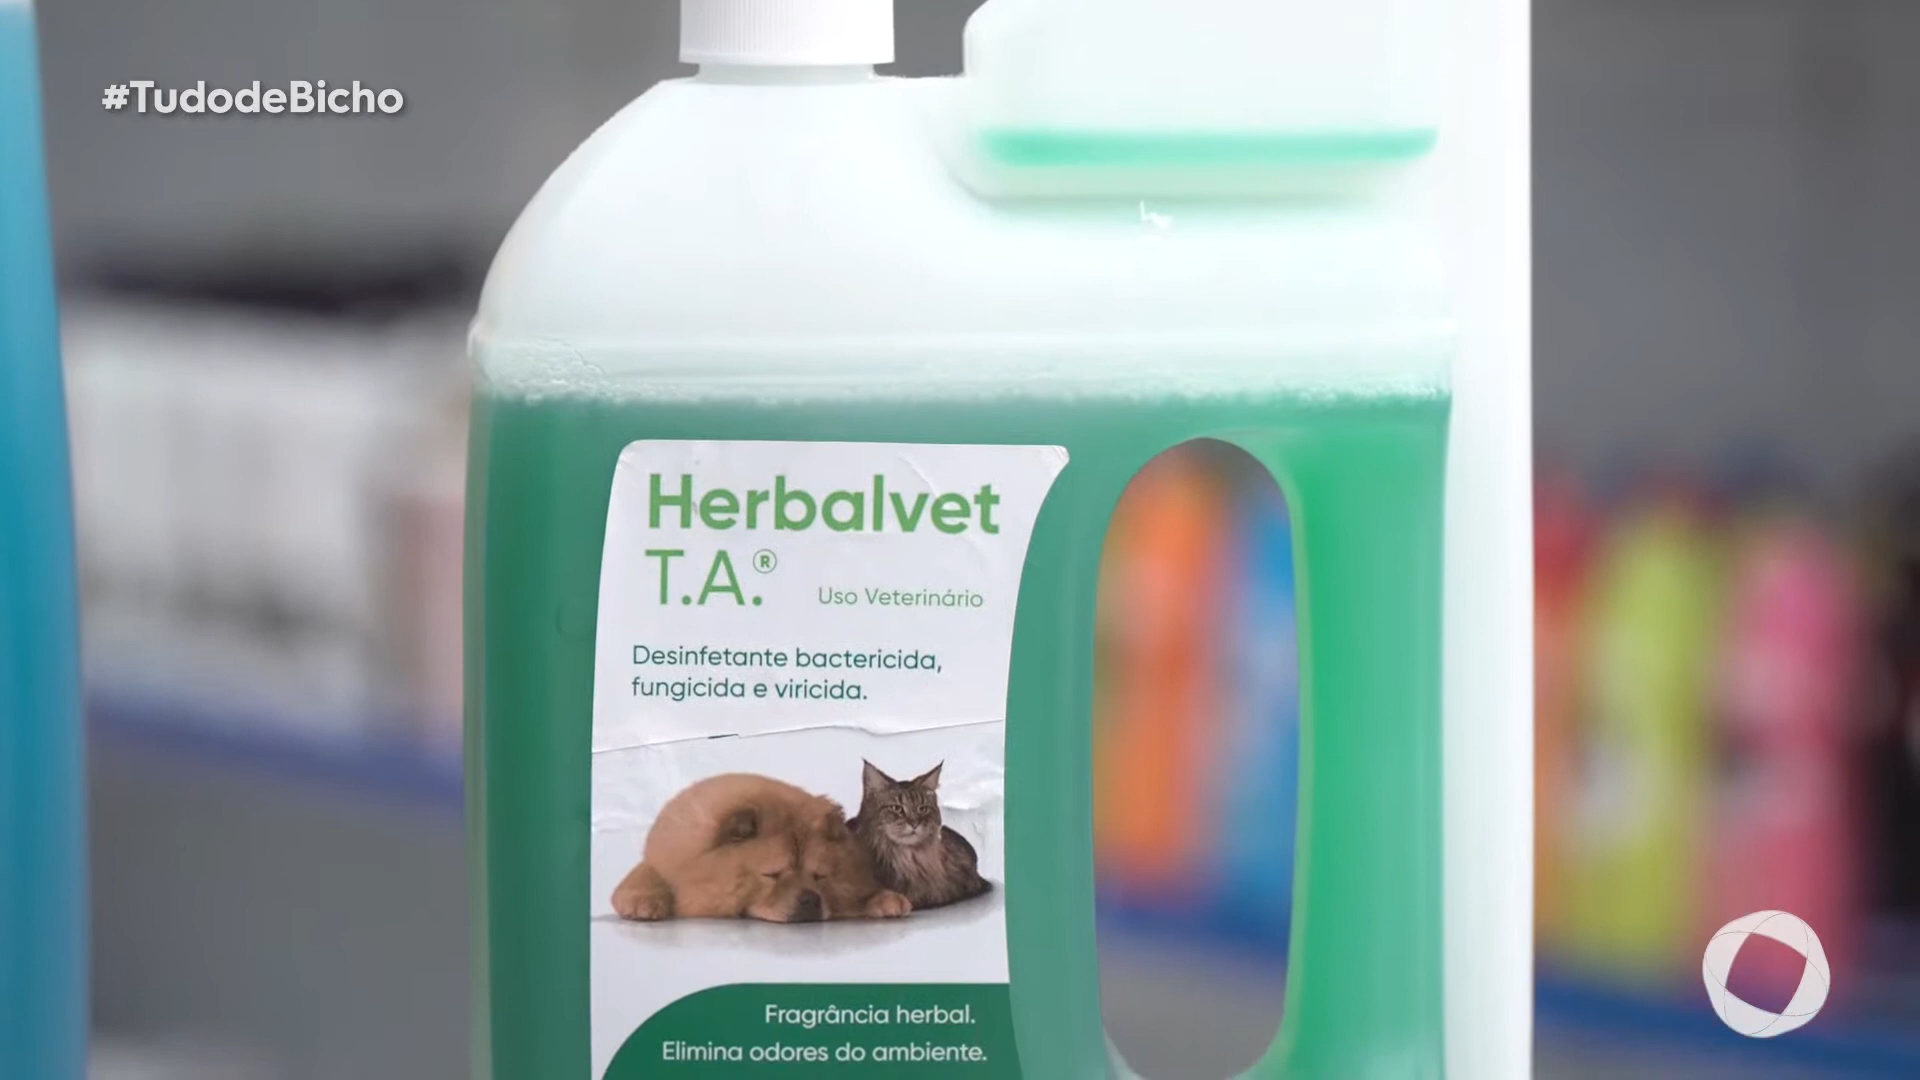 #TudodeBicho
Herbalvet
T.A.®
Uso Veterinário
Desinfetante bactericida,
fungicida e viricida.
Fragrância herbal.
Elimina odores do ambiente.